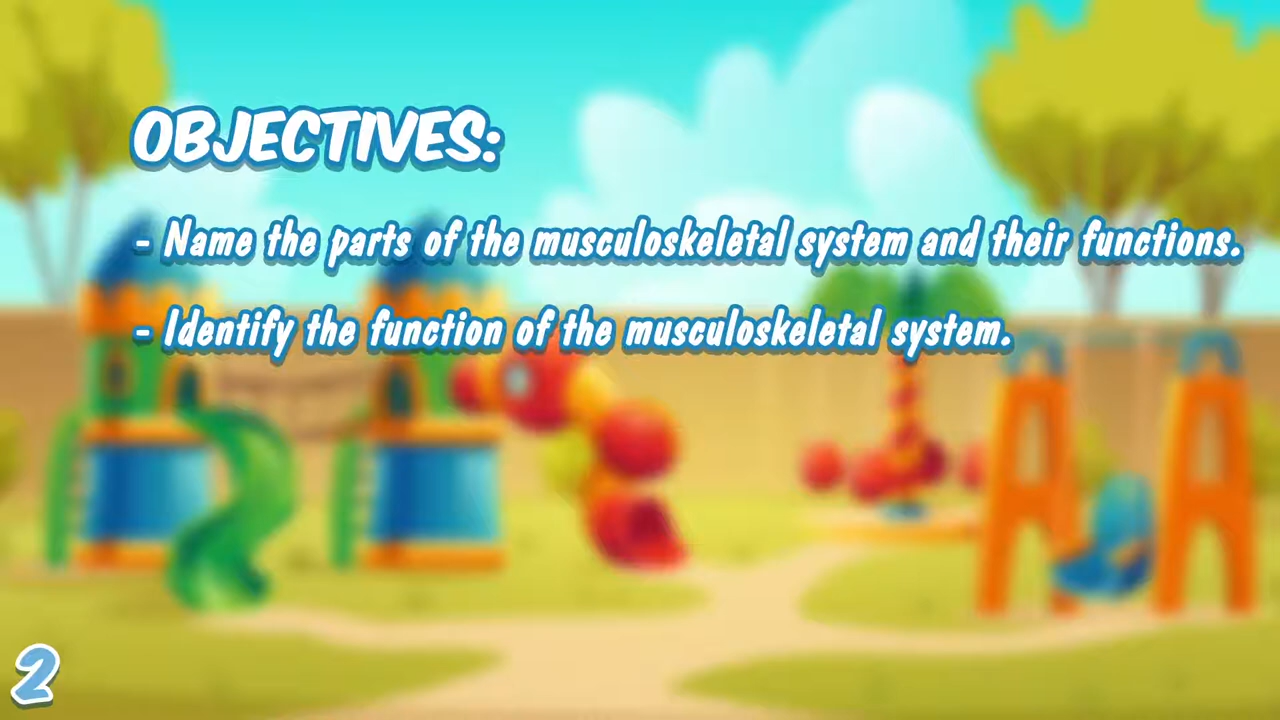 OBJECTIVES:
- Name the parts of the musculoskeletal system and their functions.
- Identify the function of the musculoskeletal system.
2